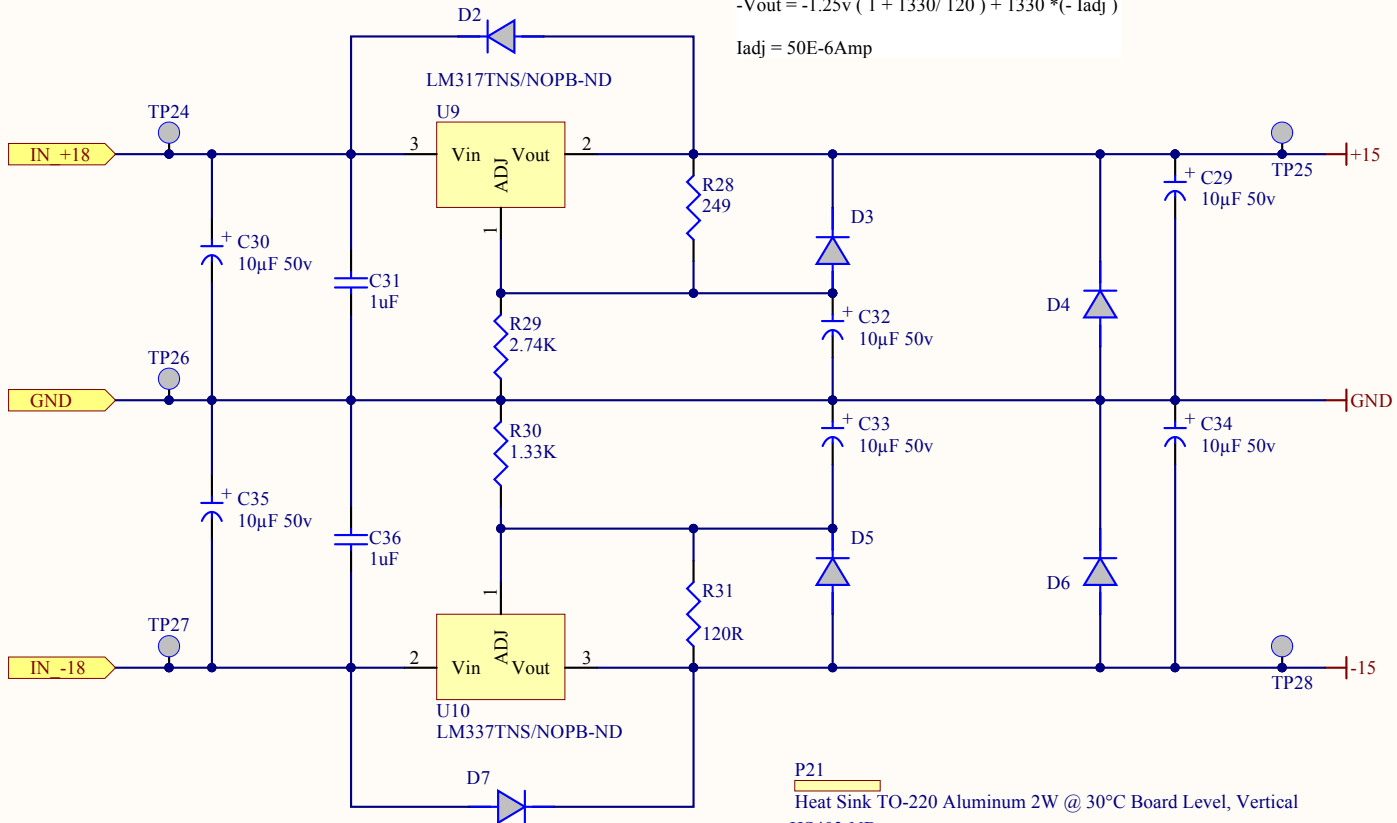 -Vout = -1.25v ( 1 + 1330/ 120 ) + 1330 *(- Iadj )
Iadj = 50E-6Amp
D2
LM317TNS/NOPB-ND
TP24
U9
IN_+18
3
Vin
Vout
ADJ
2
1
R28
249
D3
TP25
+15
+
C29
10µF 50v
+
C30
10µF 50v
C31
1uF
R29
2.74K
+
C32
10µF 50v
D4
TP26
GND
GND
R30
1.33K
+
C33
10µF 50v
+
C34
10µF 50v
+
C35
10µF 50v
C36
1uF
D5
D6
R31
120R
1
TP27
IN_-18
2
Vin
Vout
ADJ
3
U10
LM337TNS/NOPB-ND
TP28
-15
D7
P21
Heat Sink TO-220 Aluminum 2W @ 30°C Board Level, Vertical